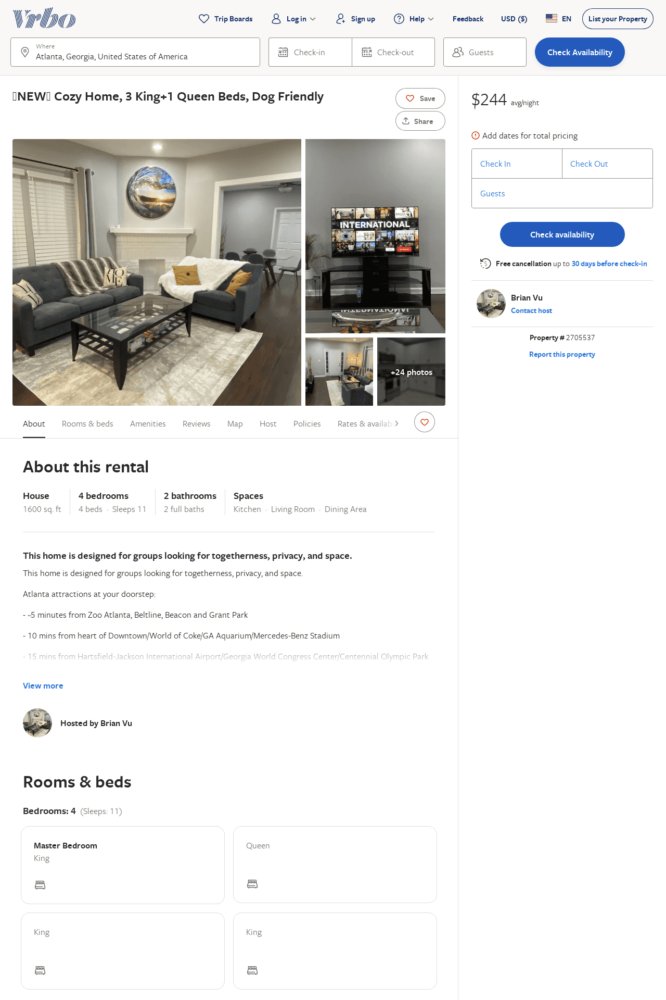 Vrbo
Trip Boards
Log in
Sign up
Help
Feedback
USD ($)
EN
List your Property
Where
Atlanta, Georgia, United States of America
Check-in
Check-out
Guests
Check Availability
NEW Cozy Home, 3 King+1 Queen Beds, Dog Friendly
Save
Share
HOME
INTERNATIONAL
+24 photos
$244 avg/night
Add dates for total pricing
Check In
Check Out
Guests
Check availability
Free cancellation up to 30 days before check-in
Brian Vu
Contact host
Property # 2705537
Report this property
About
Rooms & beds
Amenities
Reviews
Map
Host
Policies
Rates &
About this rental
House
1600 sq. ft
4 bedrooms
4 beds · Sleeps 11
2 bathrooms
2 full baths
Spaces
Kitchen · Living Room · Dining Area
This home is designed for groups looking for togetherness, privacy, and space.
This home is designed for groups looking for togetherness, privacy, and space.
Atlanta attractions at your doorstep:
- ~5 minutes from Zoo Atlanta, Beltline, Beacon and Grant Park
- 10 mins from heart of Downtown/World of Coke/GA Aquarium/Mercedes-Benz Stadium
- 15 mins from Hartsfield-Jackson International Airport/Georgia World Congress Center/Centennial Olympic Park
View more
Hosted by Brian Vu
Rooms & beds
Bedrooms: 4 (Sleeps: 11)
Master Bedroom
King
Queen
King
King